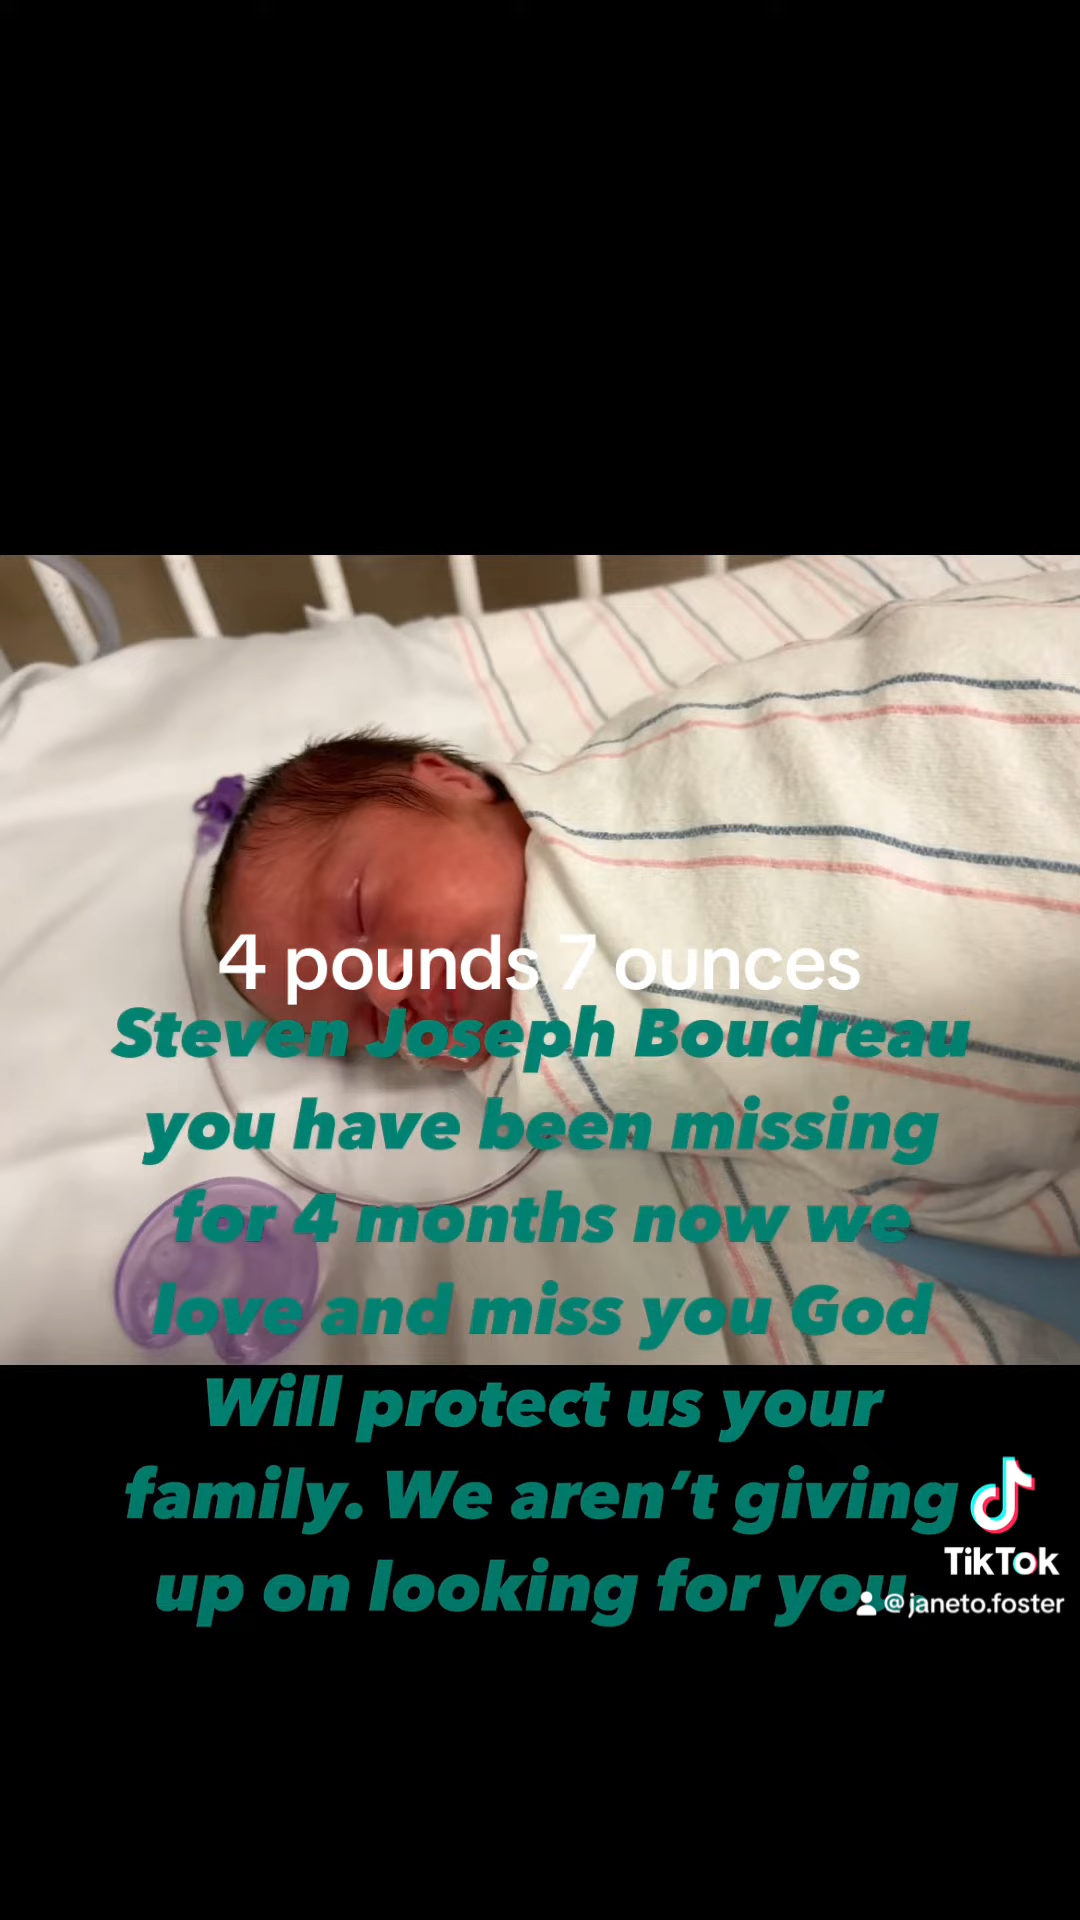 4 pounds 7 ounces
Steven Joseph Boudreau
you have been missing
for 4 months now we
love and miss you God
Will protect us your
family. We aren’t giving
up on looking for you
TikTok
@janeto.foster